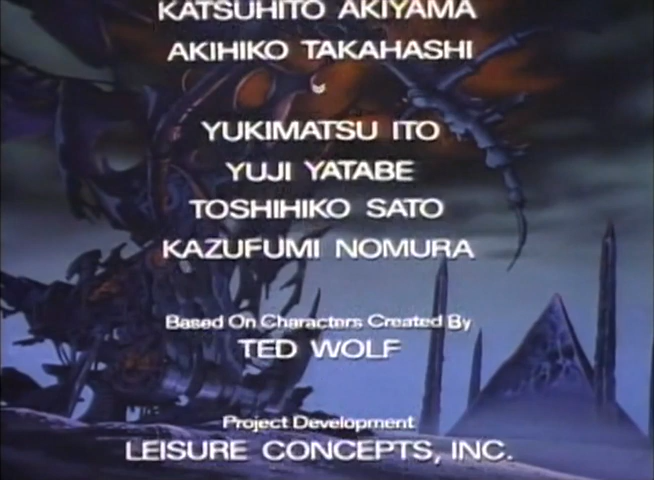 KATSUHITO AKIYAMA
AKIHIKO TAKAHASHI
YUKIMATSU ITO
YUJI YATABE
TOSHIHIKO SATO
KAZUFUMI NOMURA
Based On Characters Created By
TED WOLF
Project Development
LEISURE CONCEPTS, INC.